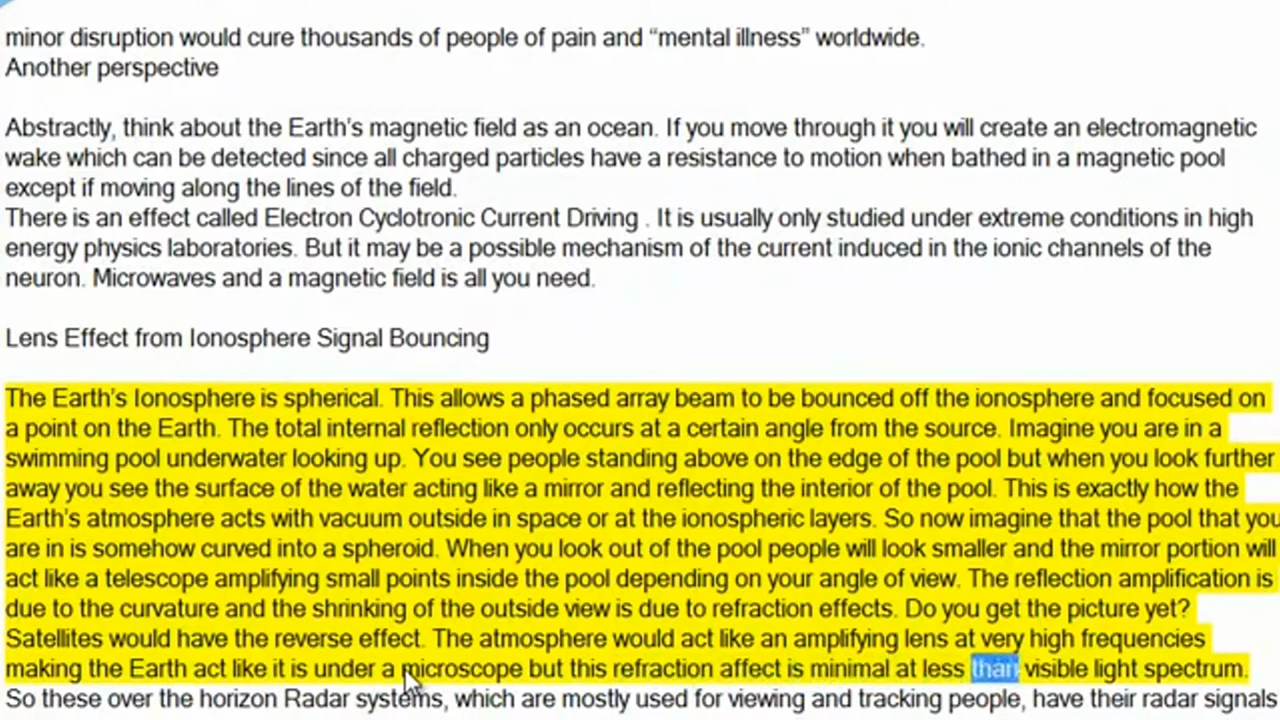 minor disruption would cure thousands of people of pain and “mental illness” worldwide.
Another perspective
Abstractly, think about the Earth's magnetic field as an ocean. If you move through it you will create an electromagnetic
wake which can be detected since all charged particles have a resistance to motion when bathed in a magnetic pool
except if moving along the lines of the field.
There is an effect called Electron Cyclotronic Current Driving . It is usually only studied under extreme conditions in high
energy physics laboratories. But it may be a possible mechanism of the current induced in the ionic channels of the
neuron. Microwaves and a magnetic field is all you need.
Lens Effect from Ionosphere Signal Bouncing
The Earth's Ionosphere is spherical. This allows a phased array beam to be bounced off the ionosphere and focused on
a point on the Earth. The total internal reflection only occurs at a certain angle from the source. Imagine you are in a
swimming pool underwater looking up. You see people standing above on the edge of the pool but when you look further
away you see the surface of the water acting like a mirror and reflecting the interior of the pool. This is exactly how the
Earth's atmosphere acts with vacuum outside in space or at the ionospheric layers. So now imagine that the pool that you
are in is somehow curved into a spheroid. When you look out of the pool people will look smaller and the mirror portion will
act like a telescope amplifying small points inside the pool depending on your angle of view. The reflection amplification is
due to the curvature and the shrinking of the outside view is due to refraction effects. Do you get the picture yet?
Satellites would have the reverse effect. The atmosphere would act like an amplifying lens at very high frequencies
making the Earth act like it is under a microscope but this refraction affect is minimal at less than visible light spectrum.
So these over the horizon Radar systems, which are mostly used for viewing and tracking people, have their radar signals